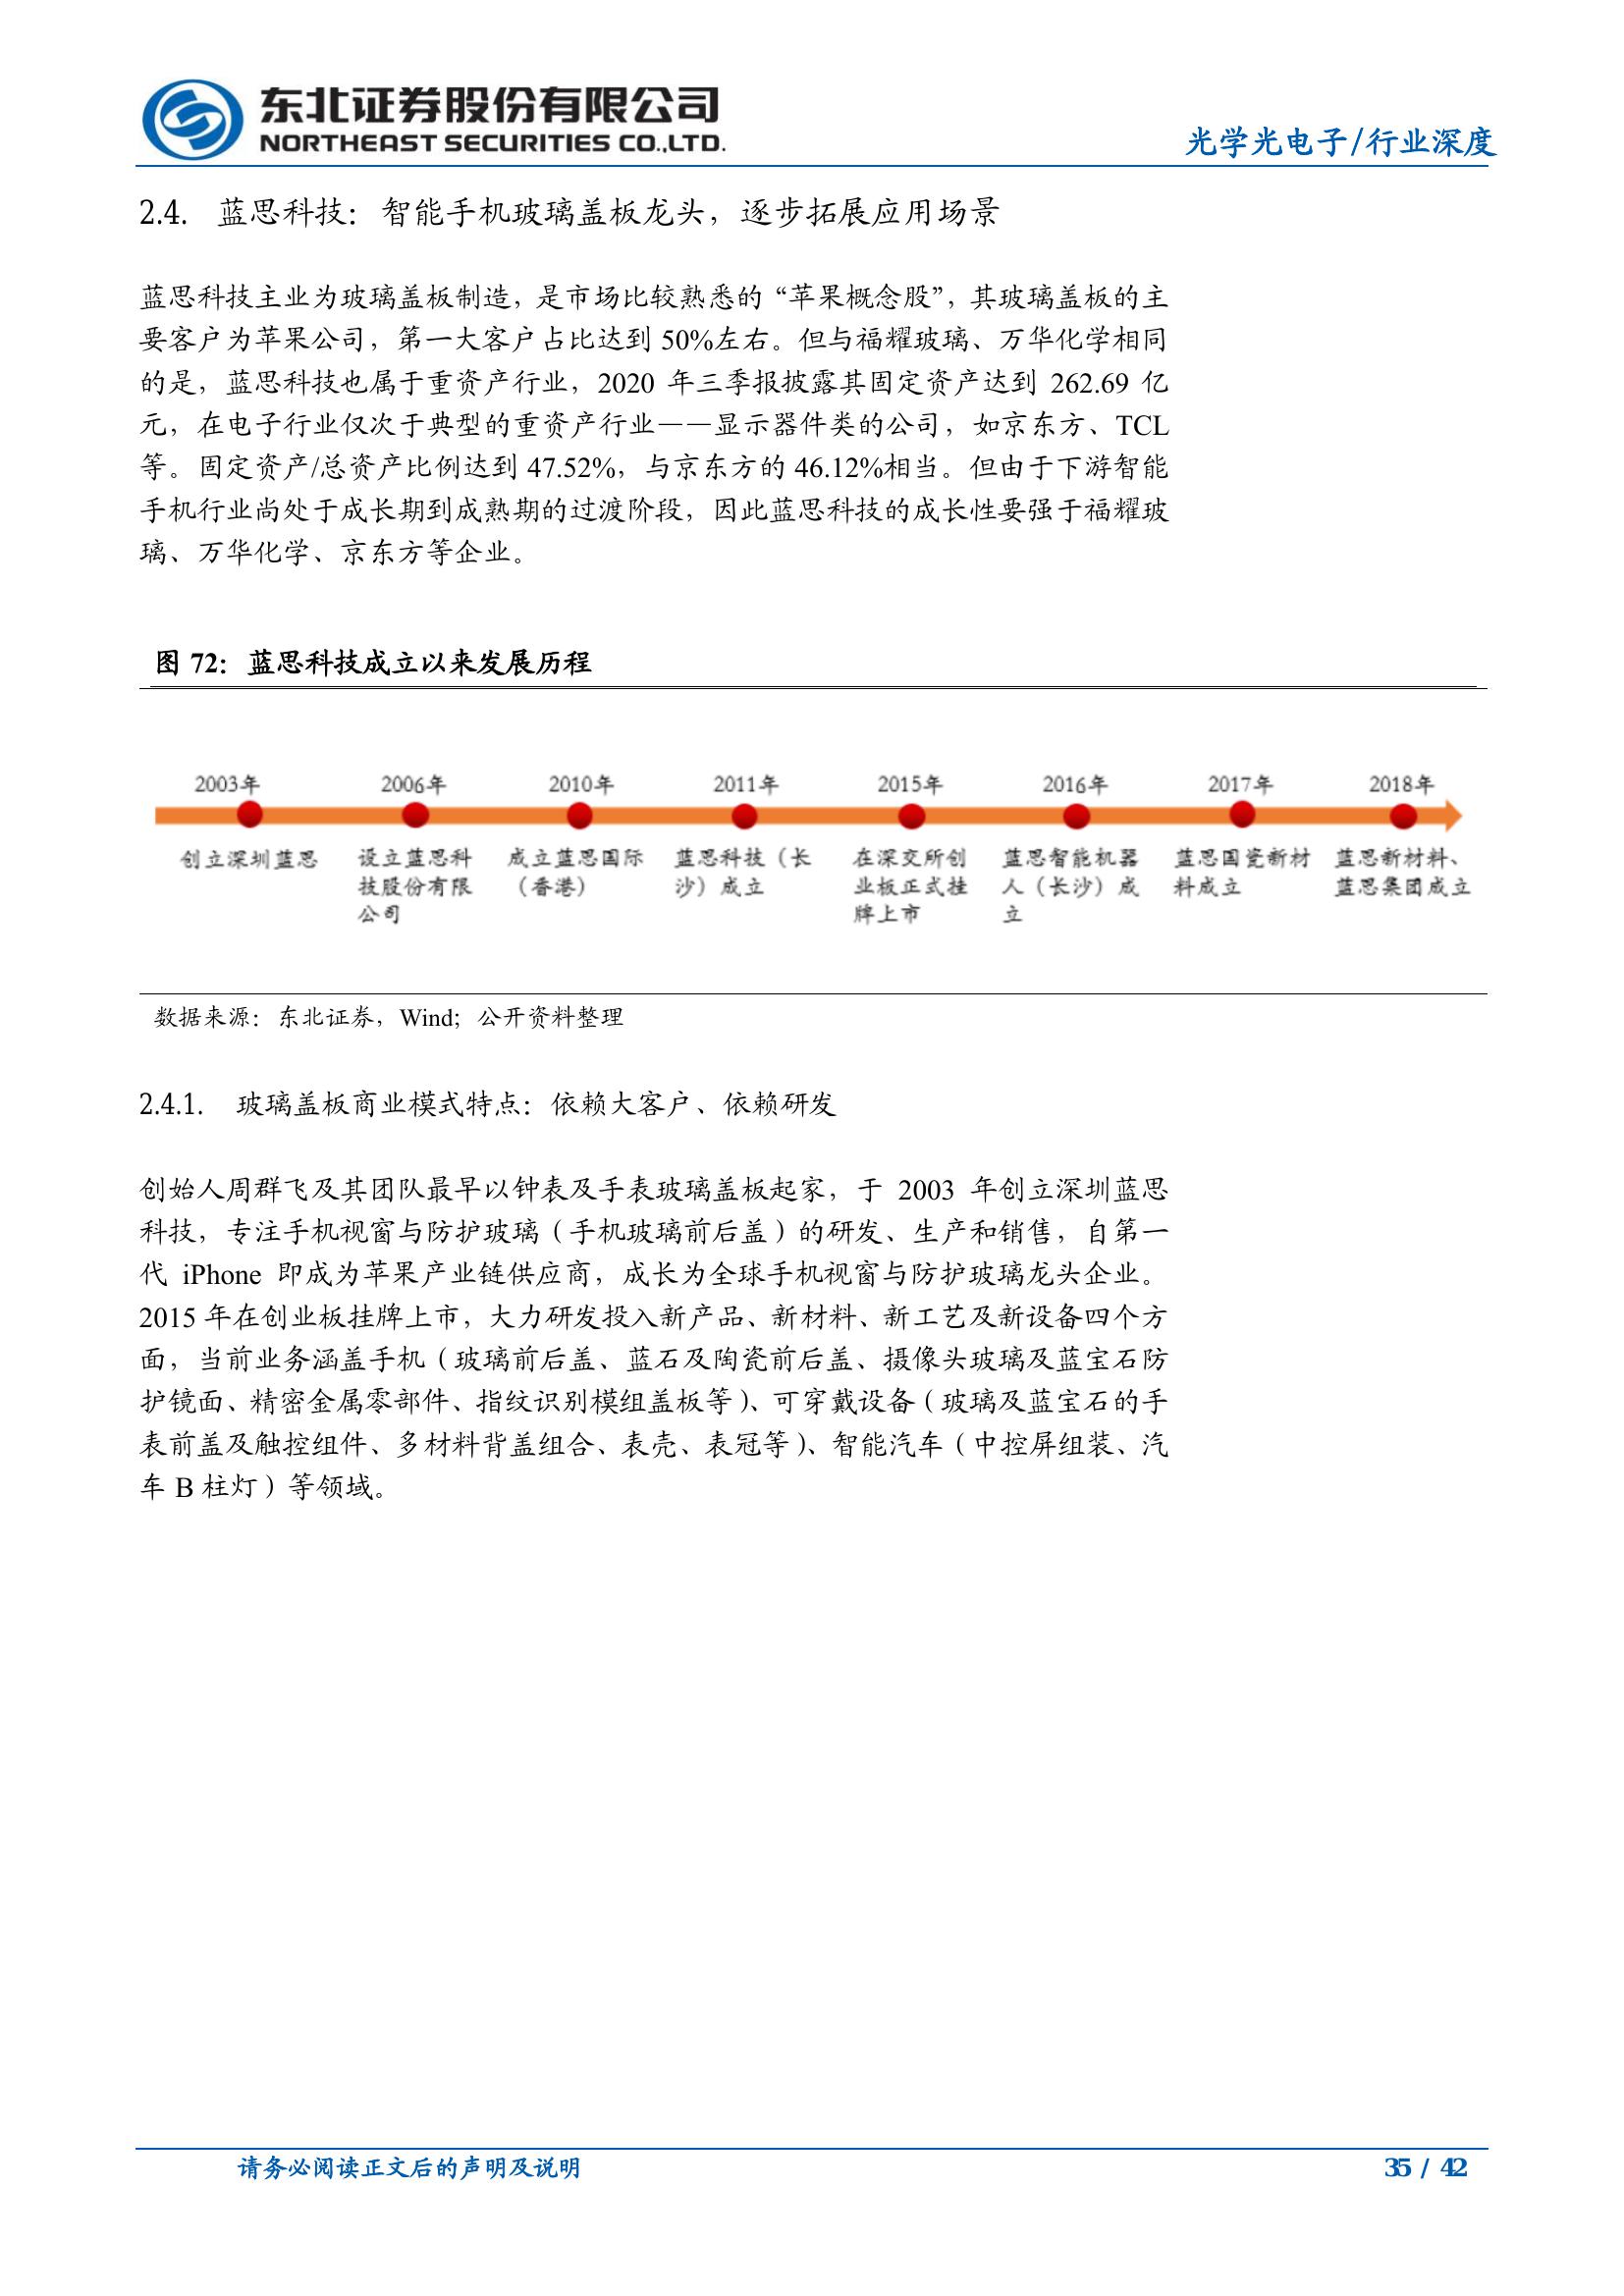 东北证券股份有限公司
NORTHEAST SECURITIES CO.,LTD.
光学光电子/行业深度
2.4. 蓝思科技：智能手机玻璃盖板龙头，逐步拓展应用场景
蓝思科技主业为玻璃盖板制造，是市场比较熟悉的“苹果概念股”，其玻璃盖板的主
要客户为苹果公司，第一大客户占比达到 50%左右。但与福耀玻璃、万华化学相同
的是，蓝思科技也属于重资产行业，2020 年三季报披露其固定资产达到 262.69 亿
元，在电子行业仅次于典型的重资产行业——显示器件类的公司，如京东方、TCL
等。固定资产/总资产比例达到 47.52%，与京东方的 46.12%相当。但由于下游智能
手机行业尚处于成长期到成熟期的过渡阶段，因此蓝思科技的成长性要强于福耀玻
璃、万华化学、京东方等企业。
图 72：蓝思科技成立以来发展历程
2003年 2006年 2010年 2011年 2015年 2016年 2017年 2018年
创立深圳蓝思 设立蓝思科 成立蓝思国际 蓝思科技（长 在深交所创 蓝思智能机器 蓝思国瓷新材 蓝思新材料、
技股份有限 （香港） 沙）成立 业板正式挂 人（长沙）成 料成立 蓝思集团成立
公司 牌上市 立
数据来源：东北证券，Wind；公开资料整理
2.4.1. 玻璃盖板商业模式特点：依赖大客户、依赖研发
创始人周群飞及其团队最早以钟表及手表玻璃盖板起家，于 2003 年创立深圳蓝思
科技，专注手机视窗与防护玻璃（手机玻璃前后盖）的研发、生产和销售，自第一
代 iPhone 即成为苹果产业链供应商，成长为全球手机视窗与防护玻璃龙头企业。
2015 年在创业板挂牌上市，大力研发投入新产品、新材料、新工艺及新设备四个方
面，当前业务涵盖手机（玻璃前后盖、蓝石及陶瓷前后盖、摄像头玻璃及蓝宝石防
护镜面、精密金属零部件、指纹识别模组盖板等）、可穿戴设备（玻璃及蓝宝石的手
表前盖及触控组件、多材料背盖组合、表壳、表冠等）、智能汽车（中控屏组装、汽
车 B 柱灯）等领域。
请务必阅读正文后的声明及说明
35 / 42